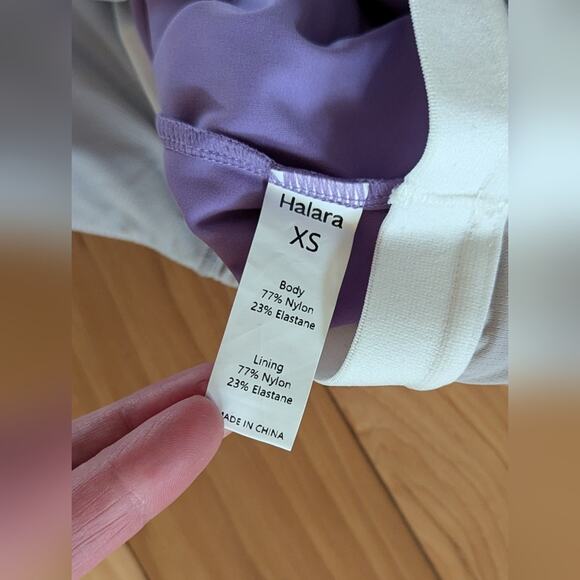 Halara
XS
Body
77% Nylon
23% Elastane
Lining
77% Nylon
23% Elastane
MADE IN CHINA